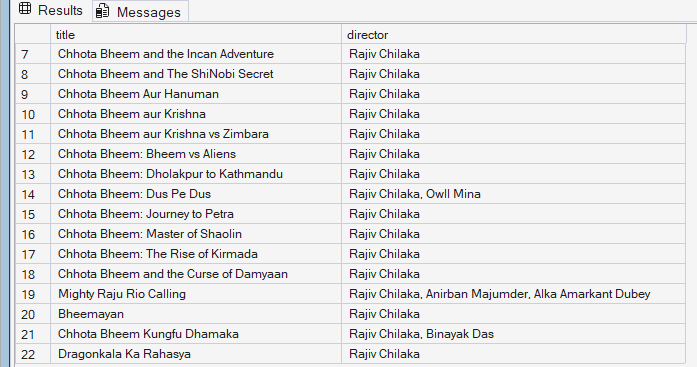 Results Messages
title director
7 Chhota Bheem and the Incan Adventure Rajiv Chilaka
8 Chhota Bheem and The ShiNobi Secret Rajiv Chilaka
9 Chhota Bheem Aur Hanuman Rajiv Chilaka
10 Chhota Bheem aur Krishna Rajiv Chilaka
11 Chhota Bheem aur Krishna vs Zimbara Rajiv Chilaka
12 Chhota Bheem: Bheem vs Aliens Rajiv Chilaka
13 Chhota Bheem: Dholakpur to Kathmandu Rajiv Chilaka
14 Chhota Bheem: Dus Pe Dus Rajiv Chilaka, Owll Mina
15 Chhota Bheem: Journey to Petra Rajiv Chilaka
16 Chhota Bheem: Master of Shaolin Rajiv Chilaka
17 Chhota Bheem: The Rise of Kirmada Rajiv Chilaka
18 Chhota Bheem and the Curse of Damyaan Rajiv Chilaka
19 Mighty Raju Rio Calling Rajiv Chilaka, Anirban Majumder, Alka Amarkant Dubey
20 Bheemayan Rajiv Chilaka
21 Chhota Bheem Kungfu Dhamaka Rajiv Chilaka, Binayak Das
22 Dragonkala Ka Rahasya Rajiv Chilaka